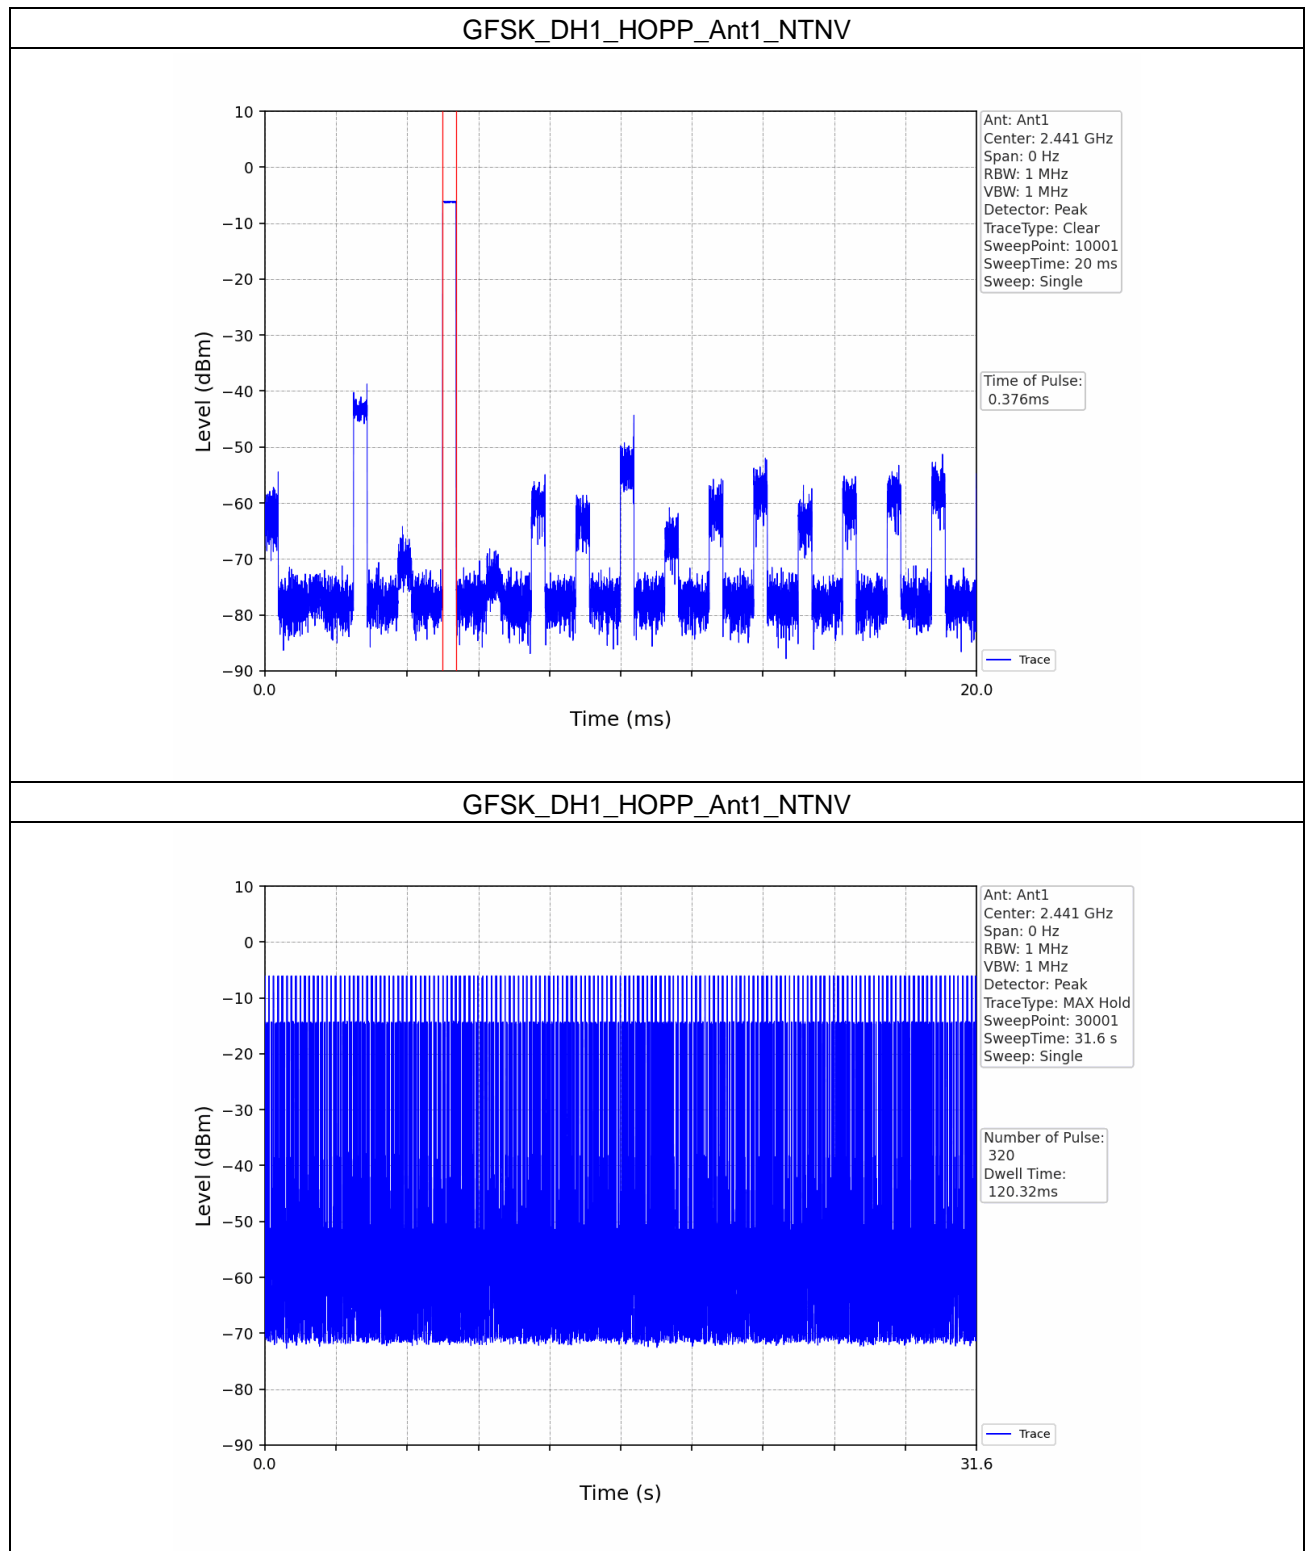 GFSK_DH1_HOPP_Ant1_NTNV
10
0
−10
−20
−30
−40
−50
−60
−70
−80
−90
Level (dBm)
0.0
20.0
Time (ms)
Ant: Ant1
Center: 2.441 GHz
Span: 0 Hz
RBW: 1 MHz
VBW: 1 MHz
Detector: Peak
TraceType: Clear
SweepPoint: 10001
SweepTime: 20 ms
Sweep: Single
Time of Pulse:
0.376ms
Trace
GFSK_DH1_HOPP_Ant1_NTNV
10
0
−10
−20
−30
−40
−50
−60
−70
−80
−90
Level (dBm)
0.0
31.6
Time (s)
Ant: Ant1
Center: 2.441 GHz
Span: 0 Hz
RBW: 1 MHz
VBW: 1 MHz
Detector: Peak
TraceType: MAX Hold
SweepPoint: 30001
SweepTime: 31.6 s
Sweep: Single
Number of Pulse:
320
Dwell Time:
120.32ms
Trace